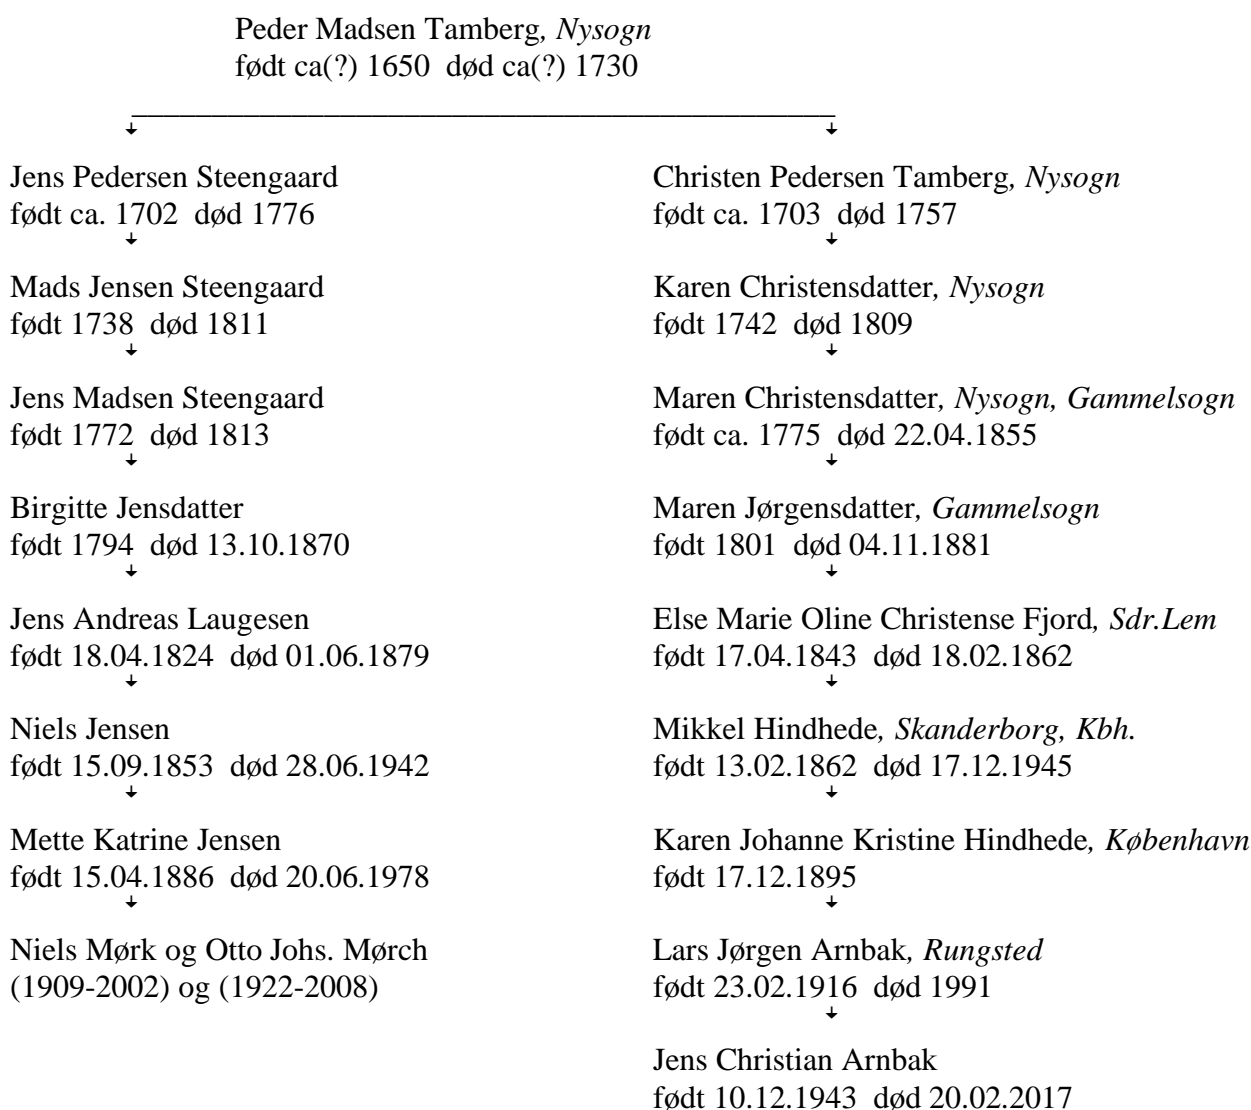 Peder Madsen Tamberg, Nysogn
født ca(?) 1650 død ca(?) 1730
Jens Pedersen Steengaard
født ca. 1702 død 1776
Mads Jensen Steengaard
født 1738 død 1811
Jens Madsen Steengaard
født 1772 død 1813
Birgitte Jensdatter
født 1794 død 13.10.1870
Jens Andreas Laugesen
født 18.04.1824 død 01.06.1879
Niels Jensen
født 15.09.1853 død 28.06.1942
Mette Katrine Jensen
født 15.04.1886 død 20.06.1978
Niels Mørk og Otto Johs. Mørch
(1909-2002) og (1922-2008)
Christen Pedersen Tamberg, Nysogn
født ca. 1703 død 1757
Karen Christensdatter, Nysogn
født 1742 død 1809
Maren Christensdatter, Nysogn, Gammelsogn
født ca. 1775 død 22.04.1855
Maren Jørgensdatter, Gammelsogn
født 1801 død 04.11.1881
Else Marie Oline Christense Fjord, Sdr.Lem
født 17.04.1843 død 18.02.1862
Mikkel Hindhede, Skanderborg, Kbh.
født 13.02.1862 død 17.12.1945
Karen Johanne Kristine Hindhede, København
født 17.12.1895
Lars Jørgen Arnbak, Rungsted
født 23.02.1916 død 1991
Jens Christian Arnbak
født 10.12.1943 død 20.02.2017